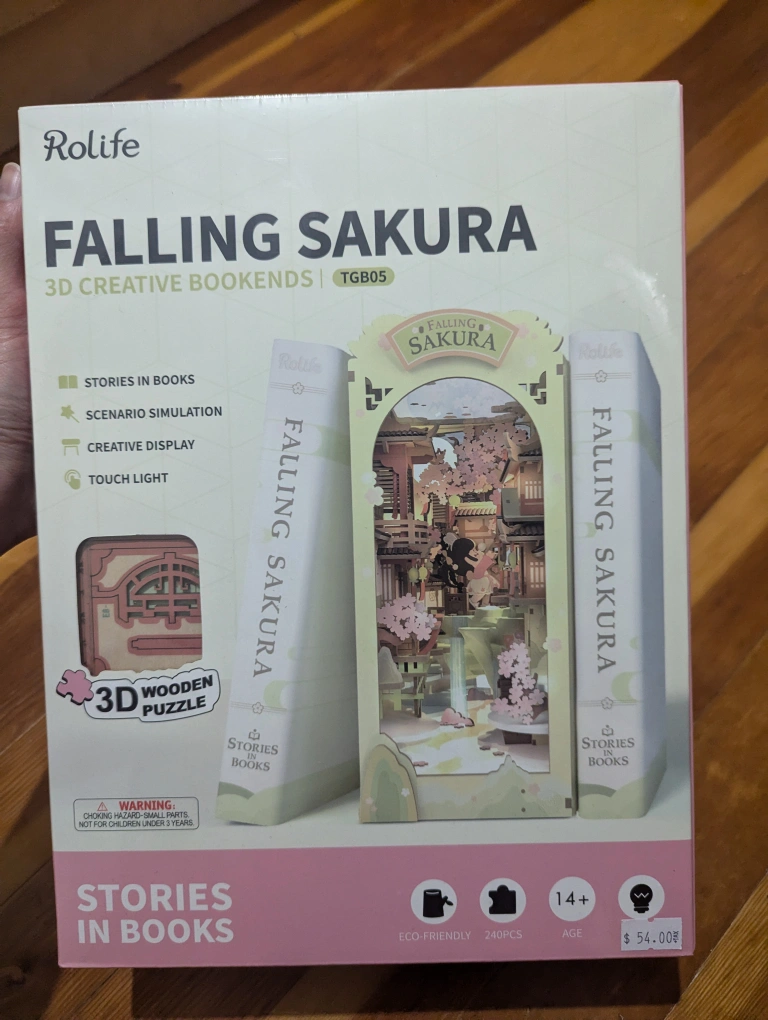 Rolife
FALLING SAKURA
3D CREATIVE BOOKENDS | TGB05
STORIES IN BOOKS
SCENARIO SIMULATION
CREATIVE DISPLAY
TOUCH LIGHT
FALLING
SAKURA
Rolife
FALLING SAKURA
STORIES
IN
BOOKS
Rolife
FALLING SAKURA
STORIES
IN
BOOKS
3D WOODEN
PUZZLE
WARNING:
CHOKING HAZARD-SMALL PARTS.
NOT FOR CHILDREN UNDER 3 YEARS.
STORIES
IN BOOKS
ECO-FRIENDLY
240PCS
14+
AGE
$ 54.00